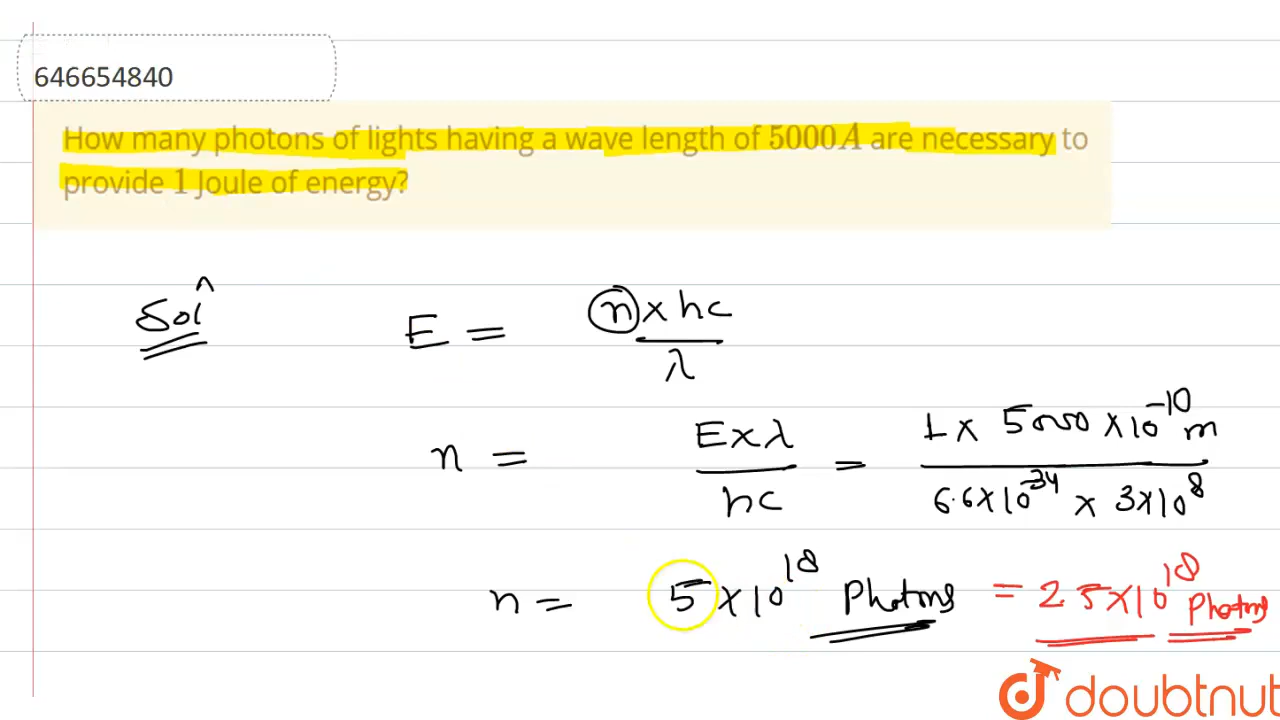 646654840
How many photons of lights having a wave length of 5000A are necessary to
provide 1 Joule of energy?
Sol^ E = n x hc / λ
n = E x λ / hc = 1 x 5000 x 10^-10 m / 6.6 x 10^-34 x 3 x 10^8
n = 5 x 10^18 Photons = 2 5 x 10^18 Photons
doubtnut